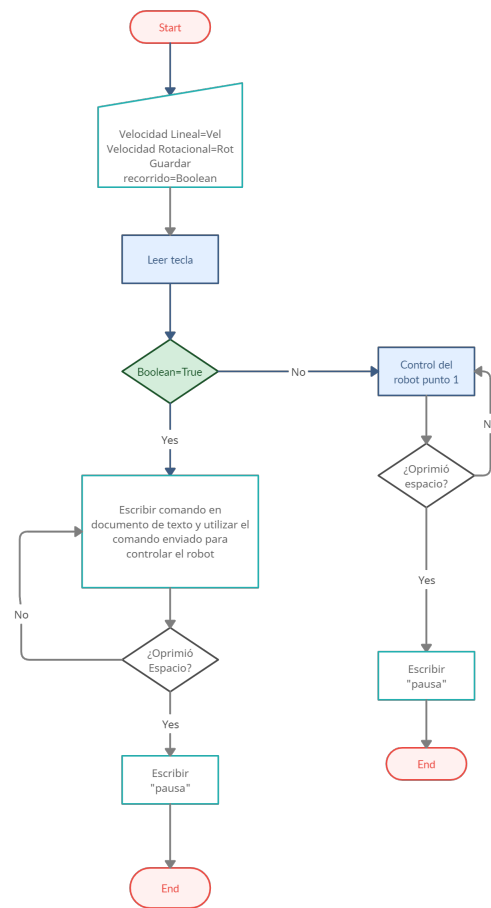 Start
Velocidad Lineal=Vel
Velocidad Rotacional=Rot
Guardar
recorrido=Boolean
Leer tecla
Boolean=True
No
Control del
robot punto 1
Yes
¿Oprimió
espacio?
N
Escribir comando en
documento de texto y utilizar el
comando enviado para
controlar el robot
Yes
No
¿Oprimió
Espacio?
Escribir
"pausa"
Yes
End
Escribir
"pausa"
End